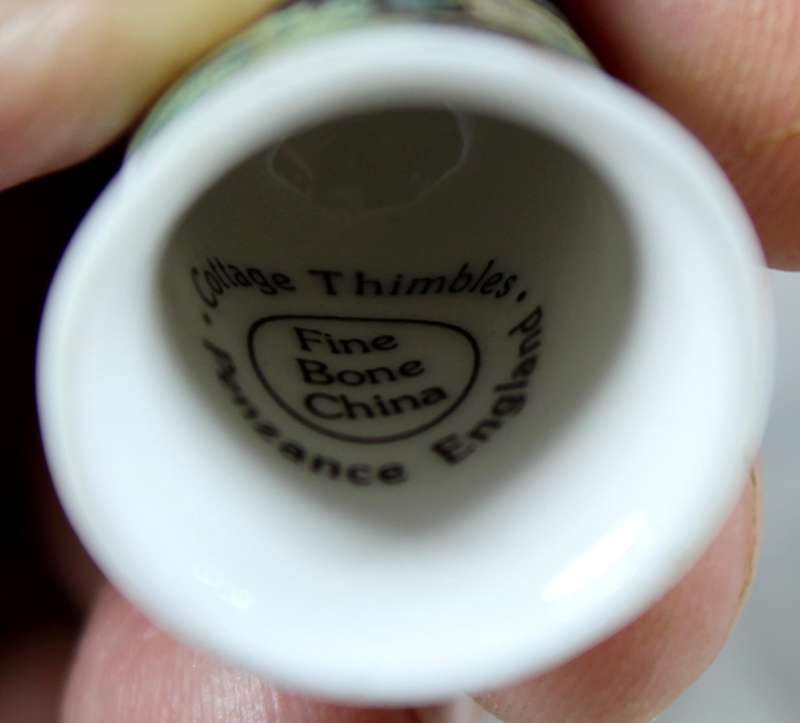 · Cottage Thimbles ·
Fine
Bone
China
Penzance England